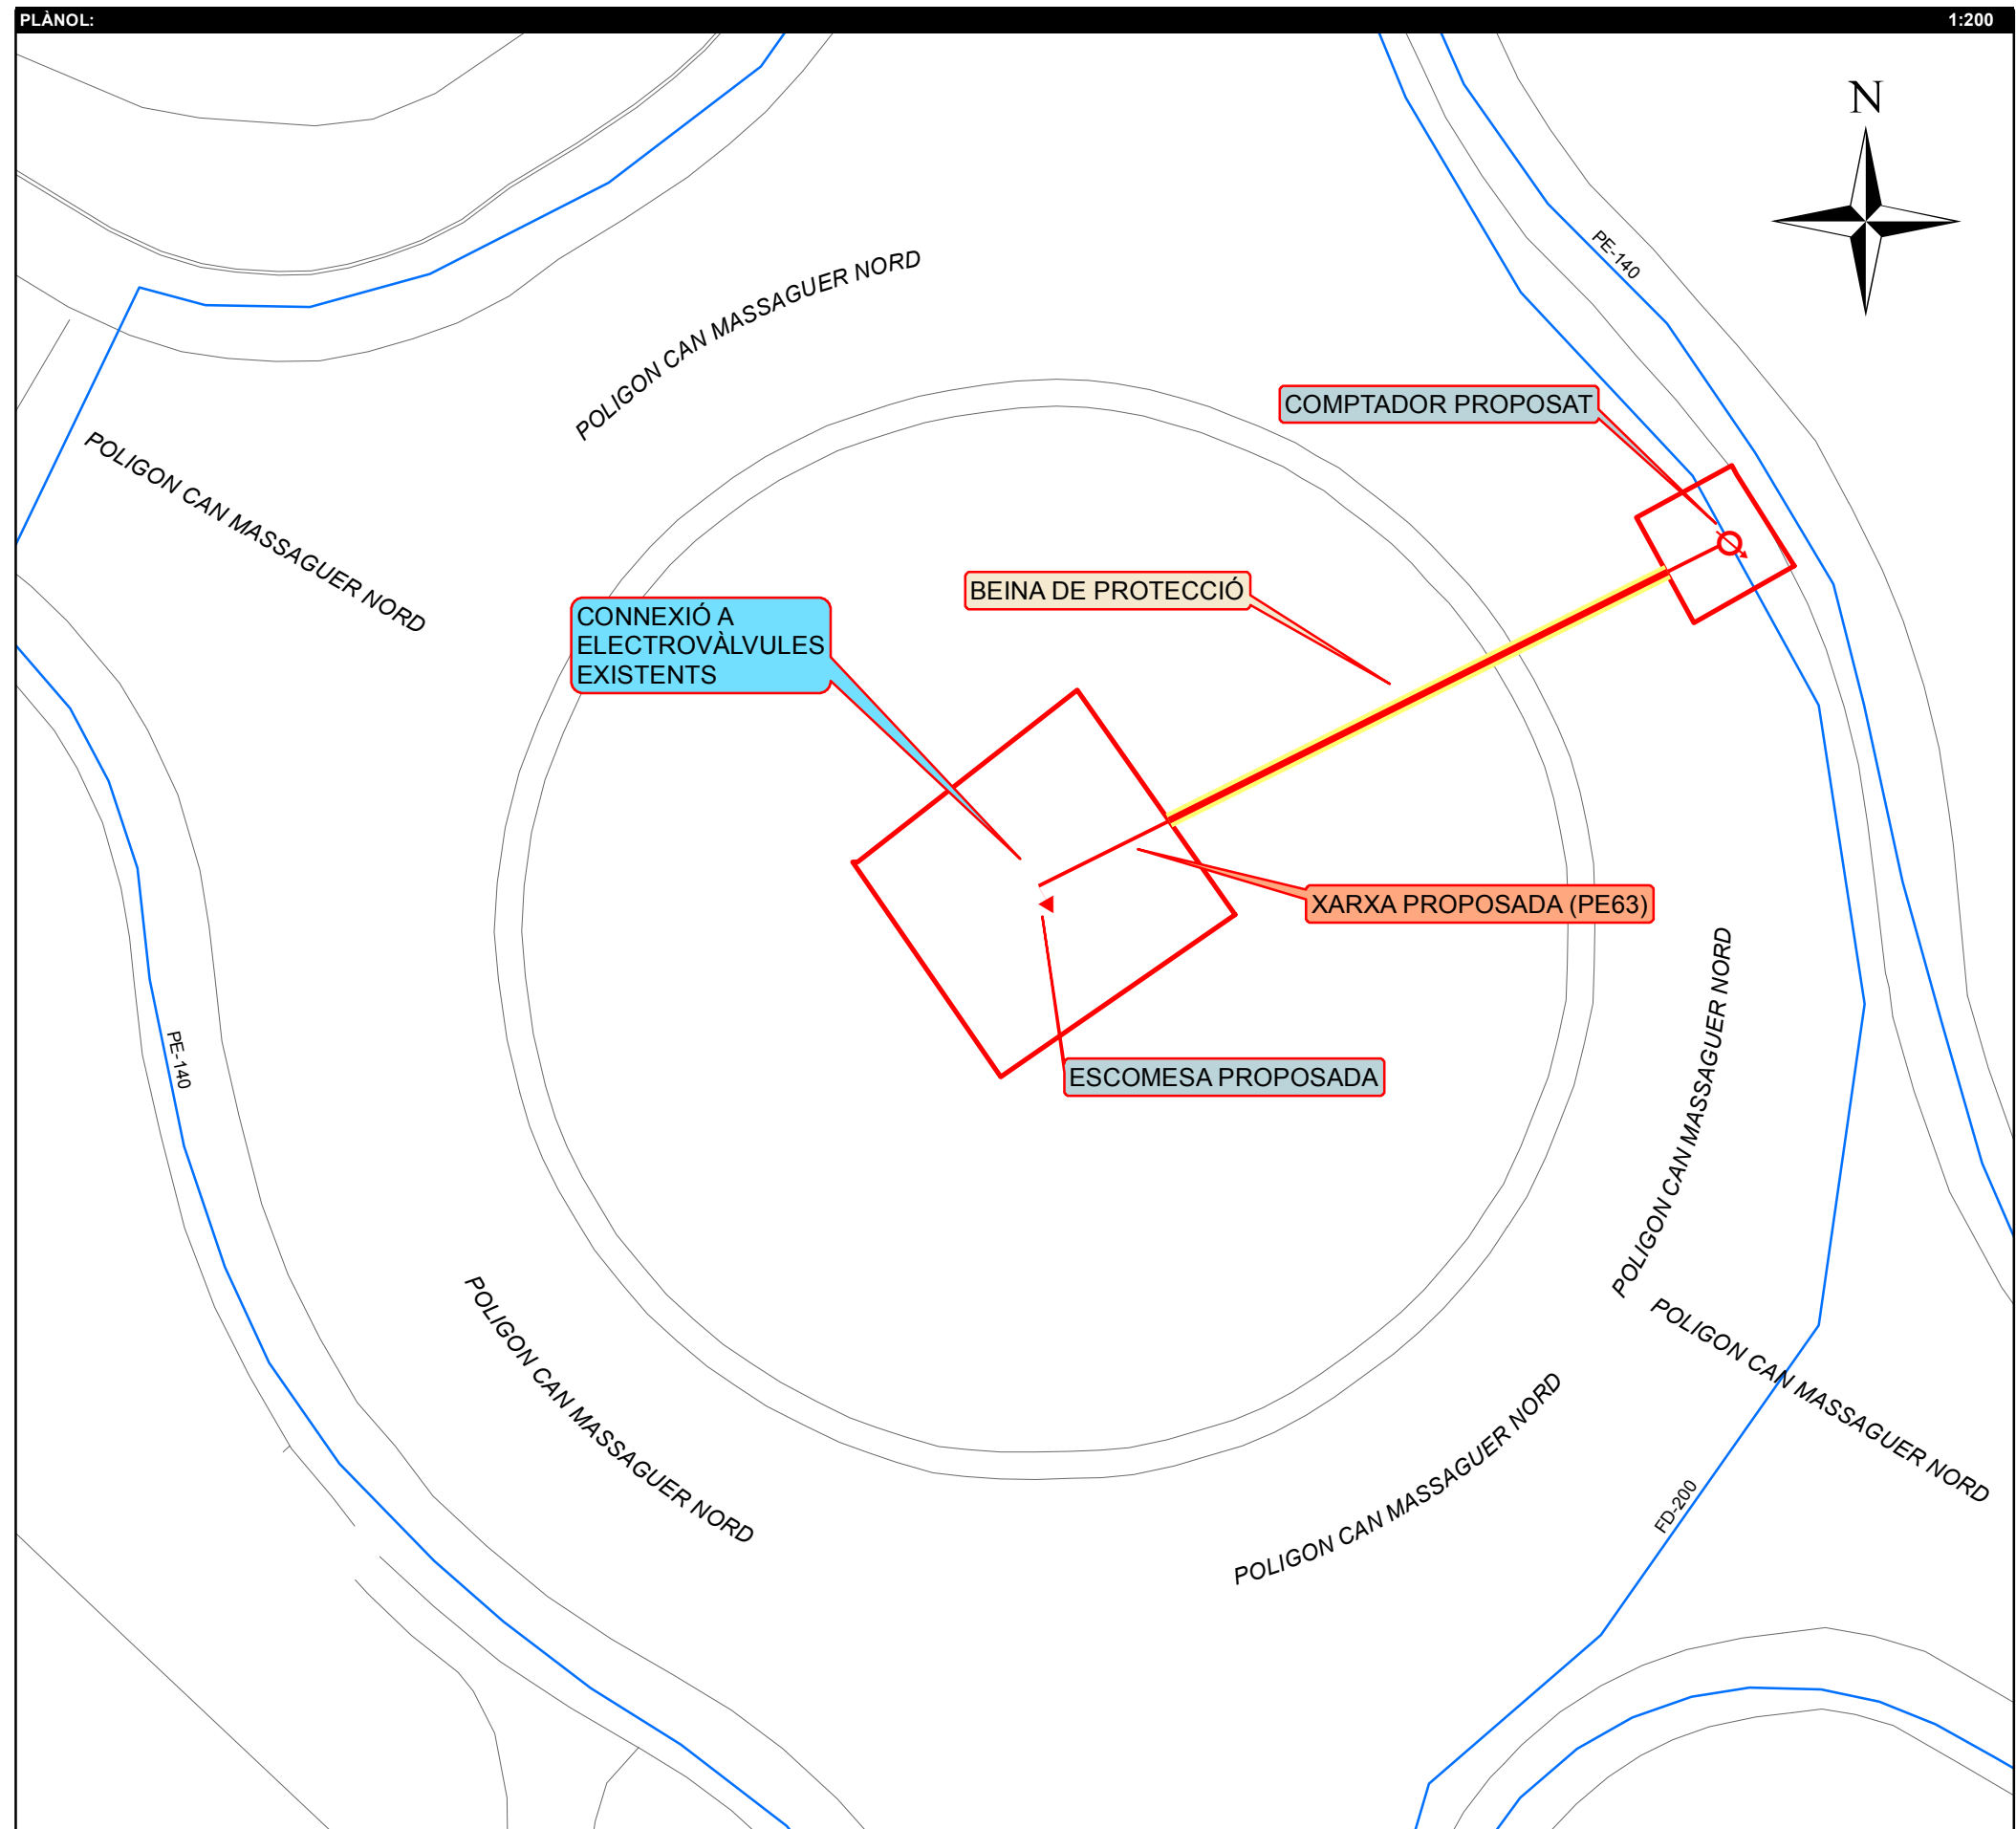 PLÀNOL:
1:200
N
PE-140
POLIGON CAN MASSAGUER NORD
COMPTADOR PROPOSAT
POLIGON CAN MASSAGUER NORD
BEINA DE PROTECCIÓ
CONNEXIÓ A
ELECTROVÀLVULES
EXISTENTS
XARXA PROPOSADA (PE63)
POLIGON CAN MASSAGUER NORD
PE-140
ESCOMESA PROPOSADA
POLIGON CAN MASSAGUER NORD
POLIGON CAN MASSAGUER NORD
POLIGON CAN MASSAGUER NORD
FD-200